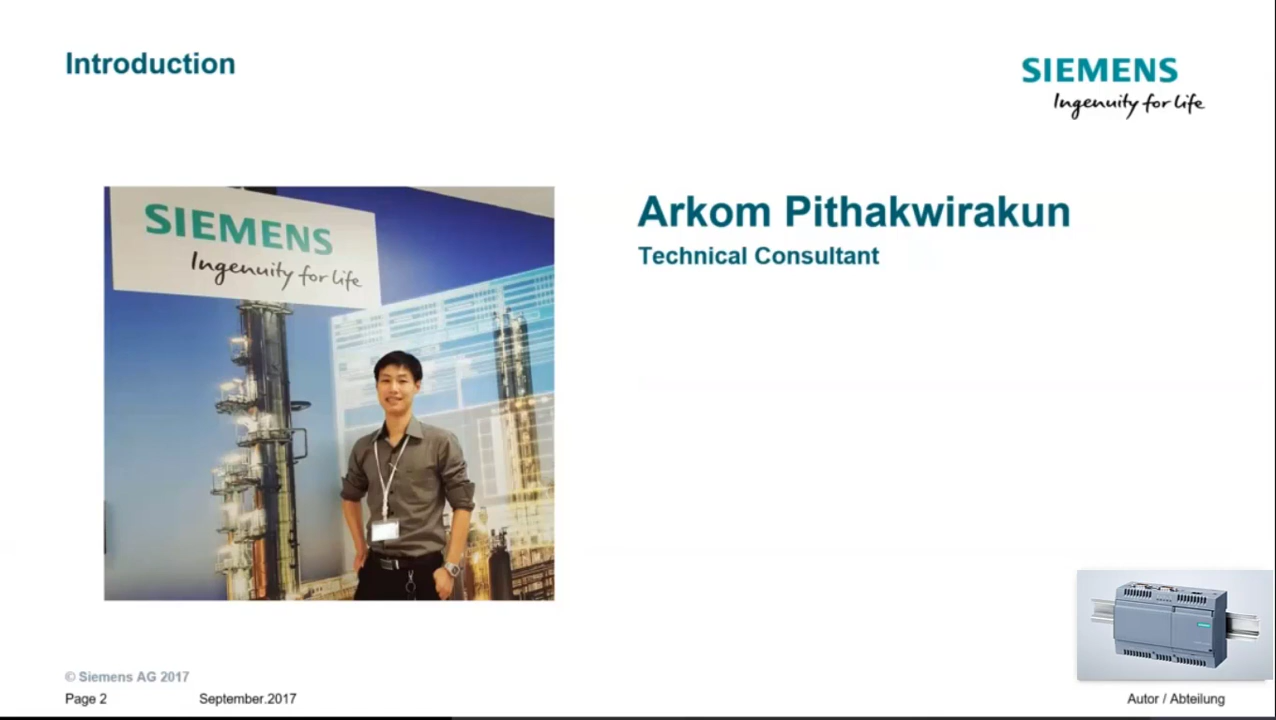 Introduction
SIEMENS
Ingenuity for life
SIEMENS
Ingenuity for life
Arkom Pithakwirakun
Technical Consultant
© Siemens AG 2017
Page 2
September.2017
Autor / Abteilung